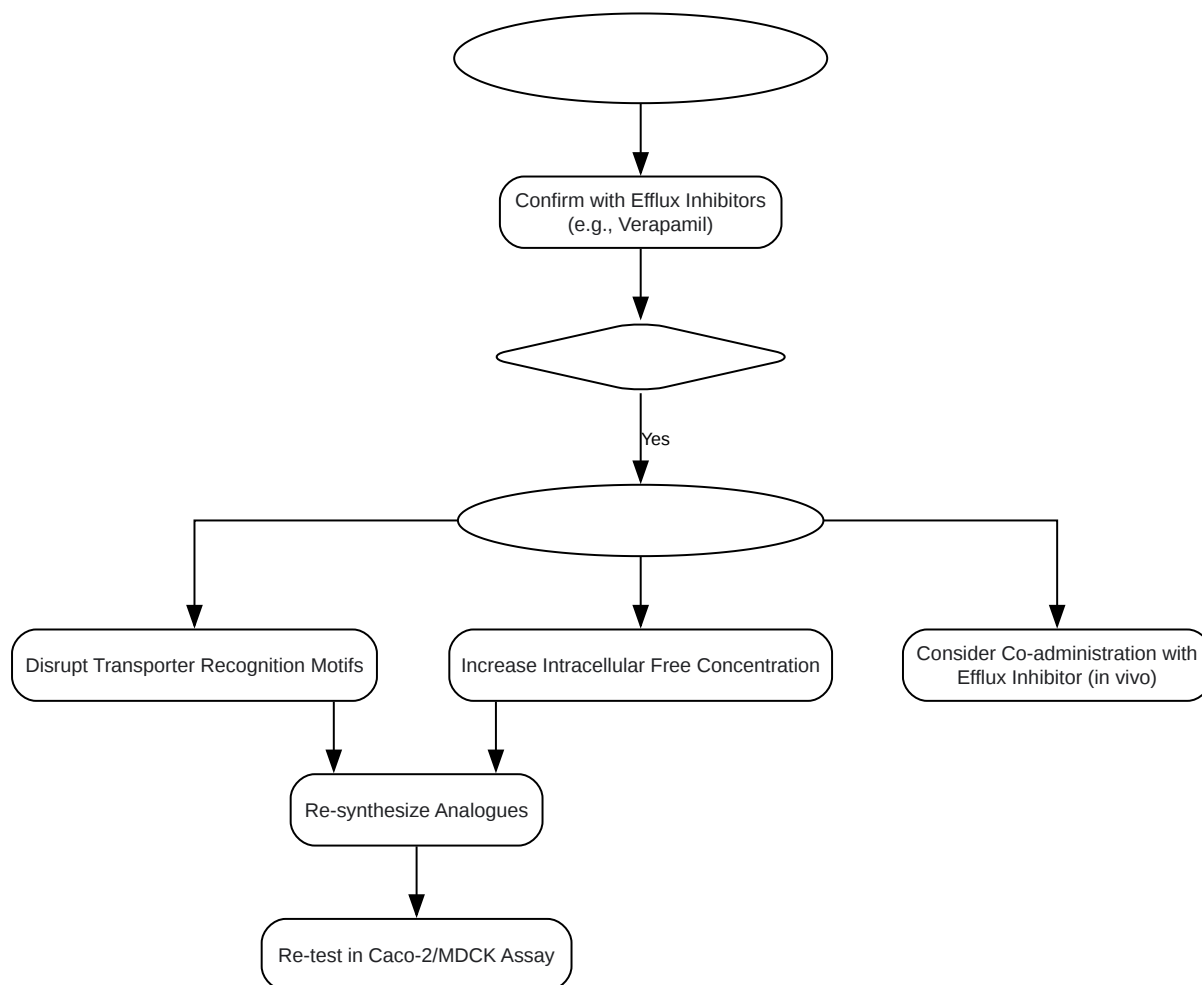 Confirm with Efflux Inhibitors
(e.g., Verapamil)
Yes
Disrupt Transporter Recognition Motifs
Increase Intracellular Free Concentration
Consider Co-administration with
Efflux Inhibitor (in vivo)
Re-synthesize Analogues
Re-test in Caco-2/MDCK Assay